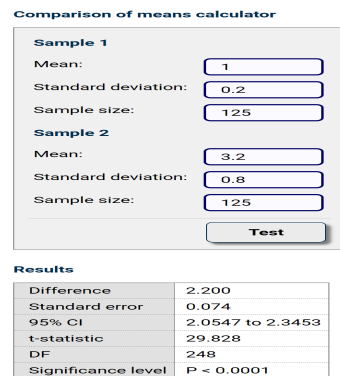 Comparison of means calculator
Sample 1
Mean: 1
Standard deviation: 0.2
Sample size: 125
Sample 2
Mean: 3.2
Standard deviation: 0.8
Sample size: 125
Test
Results
Difference 2.200
Standard error 0.074
95% CI 2.0547 to 2.3453
t-statistic 29.828
DF 248
Significance level P < 0.0001